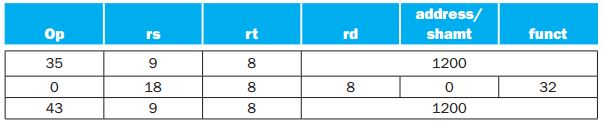 Op rs rt rd address/ shamt funct
35 9 8 1200
0 18 8 8 0 32
43 9 8 1200